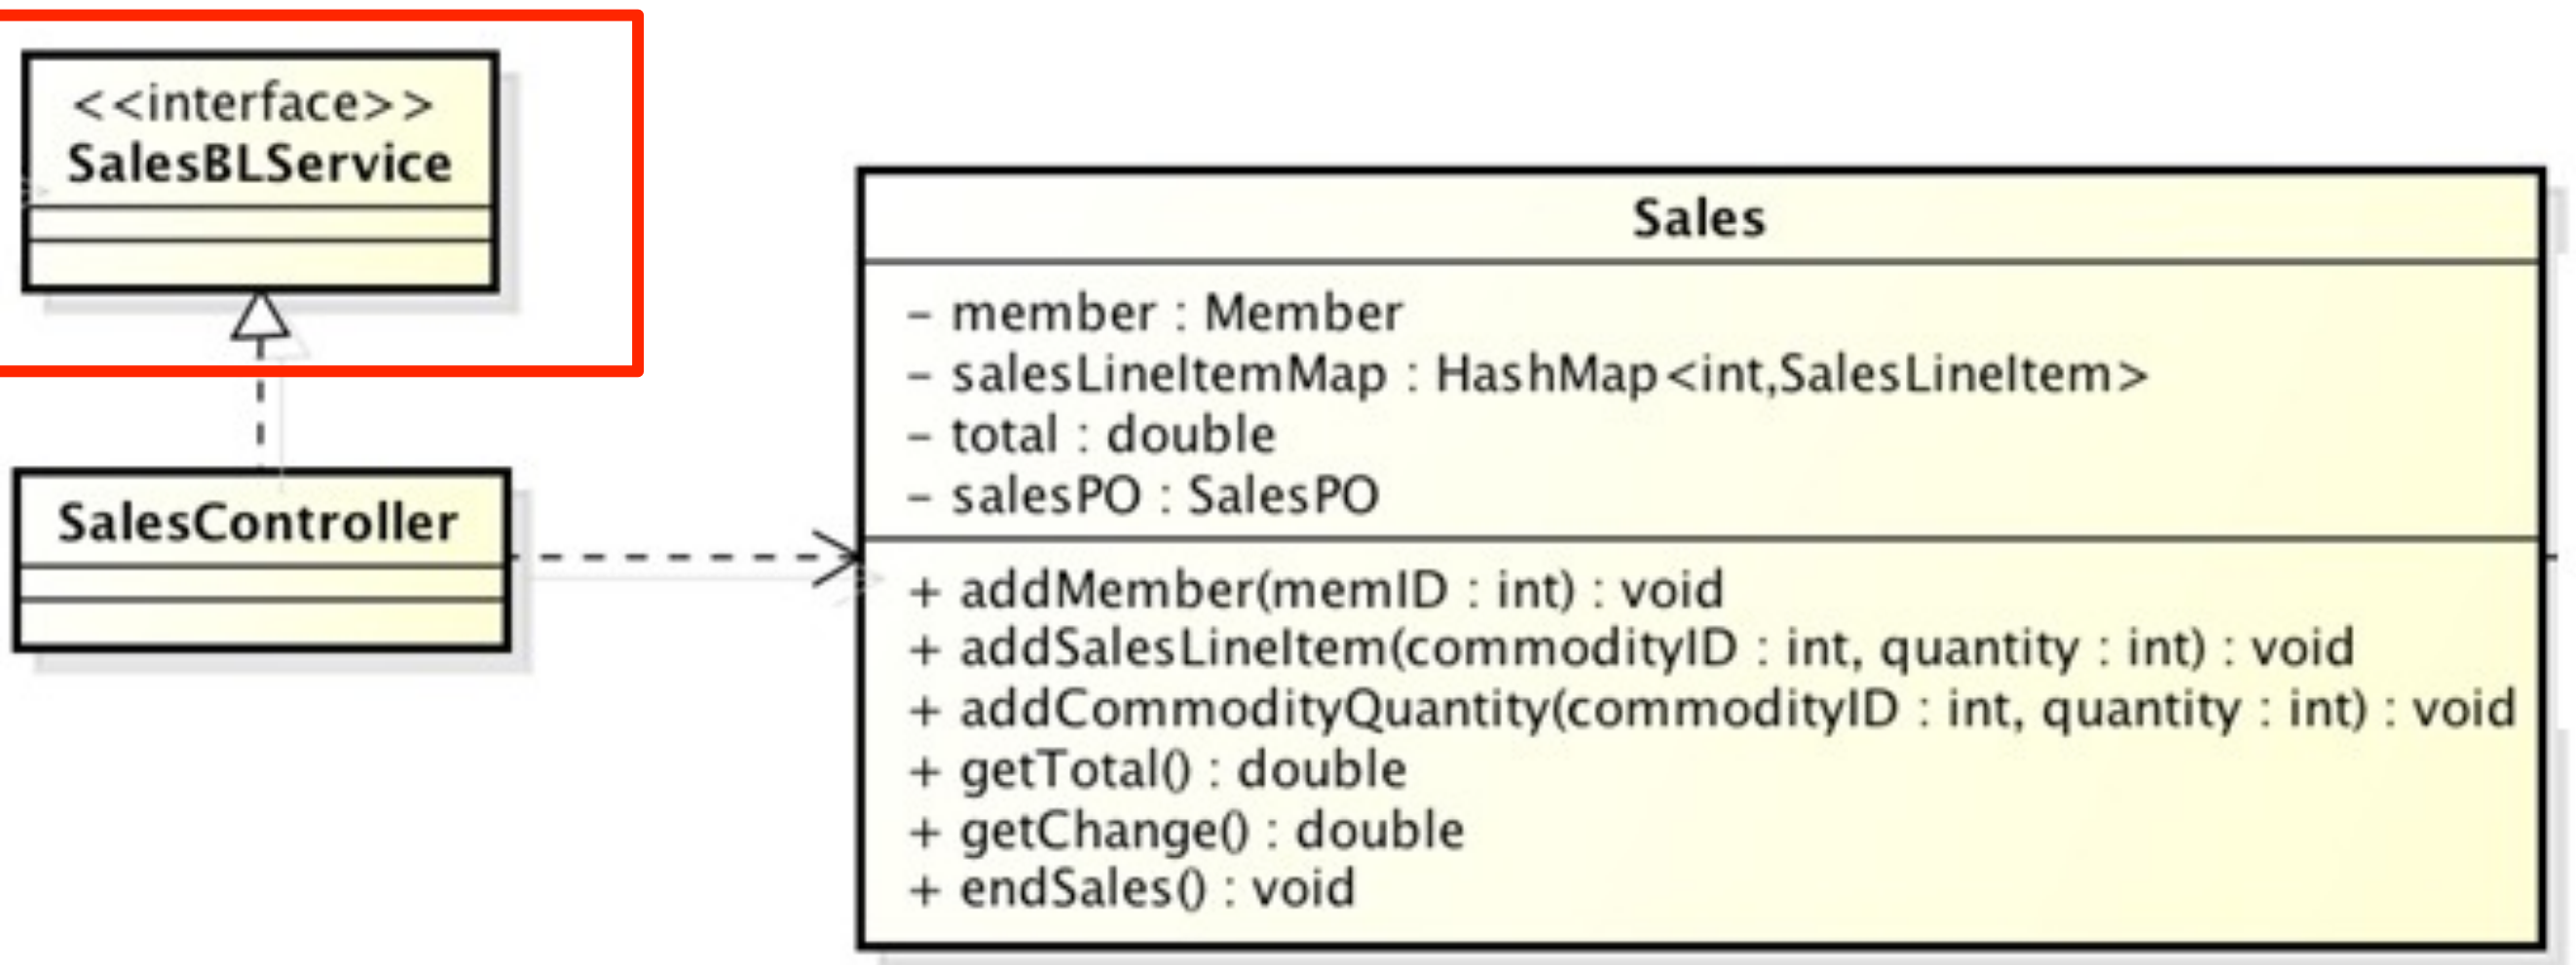 <<interface>>
SalesBLService
SalesController
Sales
- member : Member
- salesLineItemMap : HashMap<int,SalesLineItem>
- total : double
- salesPO : SalesPO
+ addMember(memID : int) : void
+ addSalesLineItem(commodityID : int, quantity : int) : void
+ addCommodityQuantity(commodityID : int, quantity : int) : void
+ getTotal() : double
+ getChange() : double
+ endSales() : void